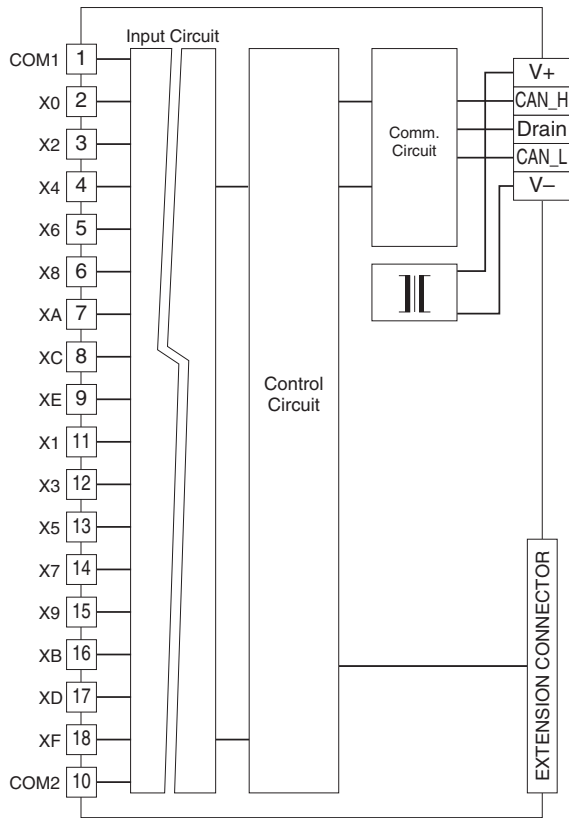 Input Circuit
COM1 1
X0 2
X2 3
X4 4
X6 5
X8 6
XA 7
XC 8
XE 9
X1 11
X3 12
X5 13
X7 14
X9 15
XB 16
XD 17
XF 18
COM2 10
Control
Circuit
Comm.
Circuit
V+
CAN_H
Drain
CAN_L
V–
EXTENSION CONNECTOR